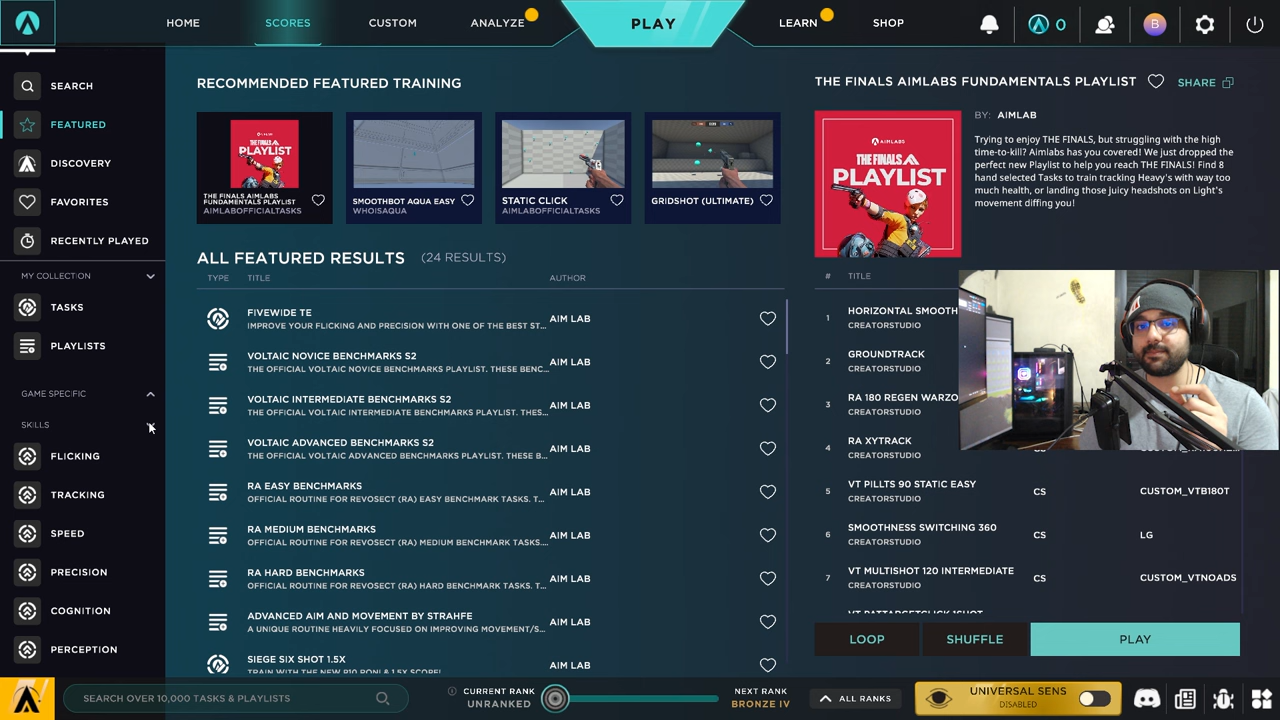 HOME
SCORES
CUSTOM
ANALYZE
PLAY
LEARN
SHOP
0
B
SEARCH
FEATURED
DISCOVERY
FAVORITES
RECENTLY PLAYED
MY COLLECTION
TASKS
PLAYLISTS
GAME SPECIFIC
SKILLS
FLICKING
TRACKING
SPEED
PRECISION
COGNITION
PERCEPTION
RECOMMENDED FEATURED TRAINING
AIMLABS
THE FINALS
PLAYLIST
THE FINALS AIMLABS
FUNDAMENTALS PLAYLIST
AIMLABOFFICIALTASKS
SMOOTHBOT AQUA EASY
WHOISAQUA
STATIC CLICK
AIMLABOFFICIALTASKS
GRIDSHOT (ULTIMATE)
ALL FEATURED RESULTS (24 RESULTS)
TYPE TITLE AUTHOR
FIVEWIDE TE
IMPROVE YOUR FLICKING AND PRECISION WITH ONE OF THE BEST ST...
AIM LAB
VOLTAIC NOVICE BENCHMARKS S2
THE OFFICIAL VOLTAIC NOVICE BENCHMARKS PLAYLIST. THESE BENC...
AIM LAB
VOLTAIC INTERMEDIATE BENCHMARKS S2
THE OFFICIAL VOLTAIC INTERMEDIATE BENCHMARKS PLAYLIST. THES...
AIM LAB
VOLTAIC ADVANCED BENCHMARKS S2
THE OFFICIAL VOLTAIC ADVANCED BENCHMARKS PLAYLIST. THESE B...
AIM LAB
RA EASY BENCHMARKS
OFFICIAL ROUTINE FOR REVOSECT (RA) EASY BENCHMARK TASKS. T...
AIM LAB
RA MEDIUM BENCHMARKS
OFFICIAL ROUTINE FOR REVOSECT (RA) MEDIUM BENCHMARK TASKS....
AIM LAB
RA HARD BENCHMARKS
OFFICIAL ROUTINE FOR REVOSECT (RA) HARD BENCHMARK TASKS. T...
AIM LAB
ADVANCED AIM AND MOVEMENT BY STRAHFE
A UNIQUE ROUTINE HEAVILY FOCUSED ON IMPROVING MOVEMENT/S...
AIM LAB
SIEGE SIX SHOT 1.5X
TRAIN WITH THE NEW R10 RONI & 1.5X SCOPE!
AIM LAB
THE FINALS AIMLABS FUNDAMENTALS PLAYLIST
SHARE
AIMLABS
THE FINALS
PLAYLIST
BY: AIMLAB
Trying to enjoy THE FINALS, but struggling with the high
time-to-kill? Aimlabs has you covered! We just dropped the
perfect new Playlist to help you reach THE FINALS! Find 8
hand selected Tasks to train tracking Heavy's with way too
much health, or landing those juicy headshots on Light's
movement diffing you!
# TITLE
1 HORIZONTAL SMOOTH
CREATORSTUDIO
2 GROUNDTRACK
CREATORSTUDIO
3 RA 180 REGEN WARZO
CREATORSTUDIO
4 RA XYTRACK
CREATORSTUDIO
5 VT PILLTS 90 STATIC EASY
CREATORSTUDIO
CS CUSTOM_VTB180T
6 SMOOTHNESS SWITCHING 360
CREATORSTUDIO
CS LG
7 VT MULTISHOT 120 INTERMEDIATE
CREATORSTUDIO
CS CUSTOM_VTNOADS
LOOP
SHUFFLE
PLAY
SEARCH OVER 10,000 TASKS & PLAYLISTS
CURRENT RANK
UNRANKED
NEXT RANK
BRONZE IV
ALL RANKS
UNIVERSAL SENS
DISABLED